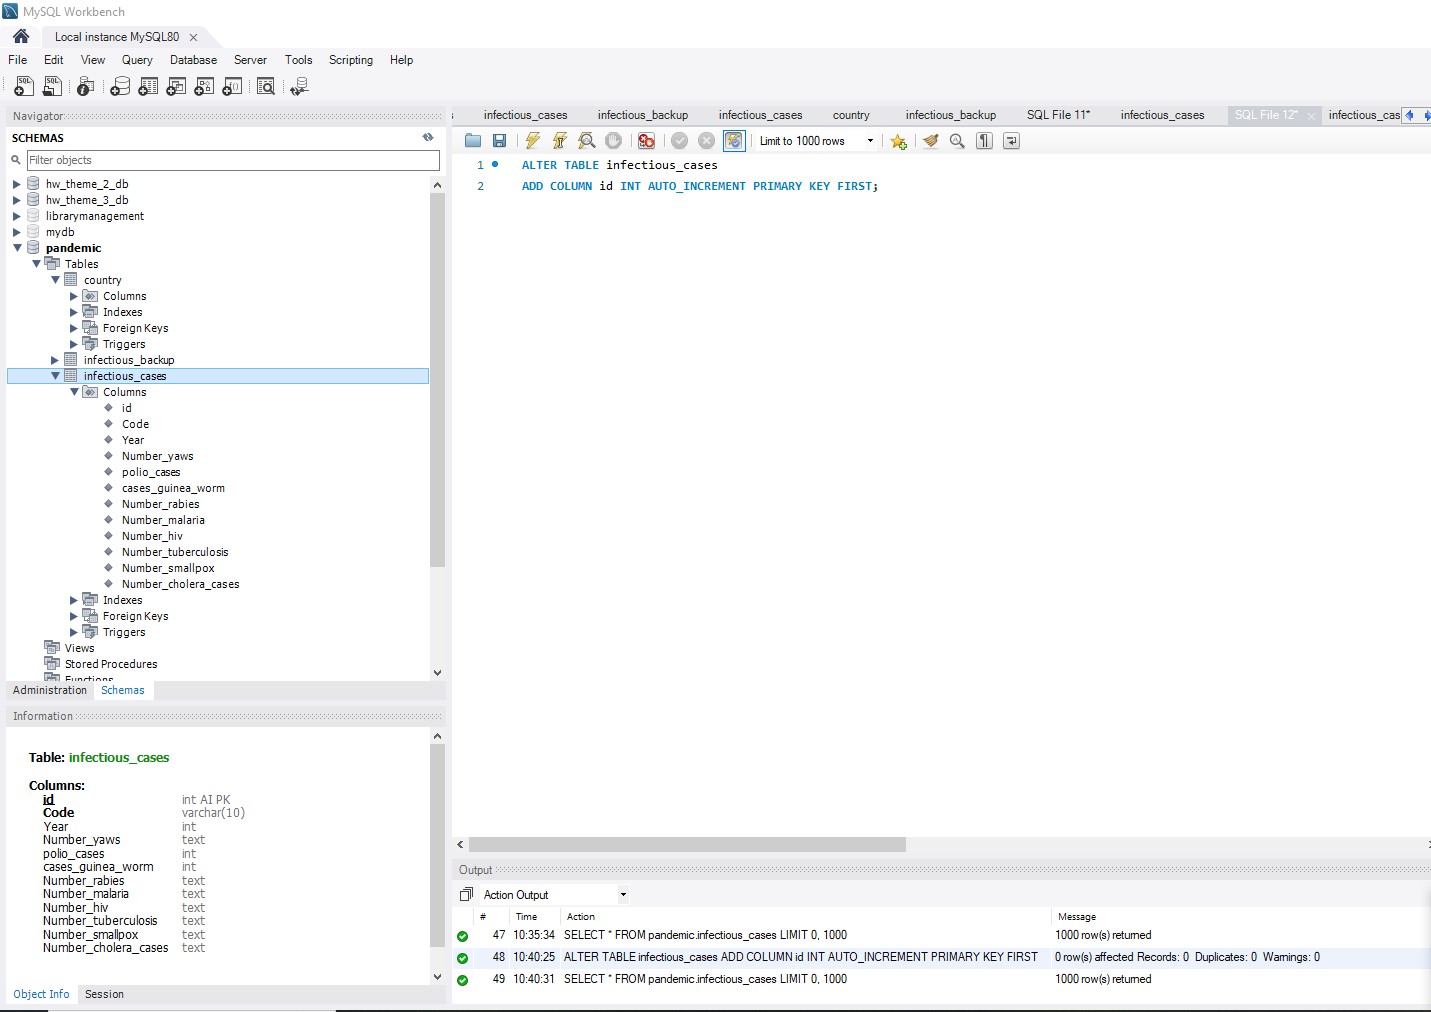 MySQL Workbench
Local instance MySQL80
File Edit View Query Database Server Tools Scripting Help
Navigator
SCHEMAS
Filter objects
hw_theme_2_db
hw_theme_3_db
librarymanagement
mydb
pandemic
Tables
country
Columns
Indexes
Foreign Keys
Triggers
infectious_backup
infectious_cases
Columns
id
Code
Year
Number_yaws
polio_cases
cases_guinea_worm
Number_rabies
Number_malaria
Number_hiv
Number_tuberculosis
Number_smallpox
Number_cholera_cases
Indexes
Foreign Keys
Triggers
Views
Stored Procedures
Functions
Administration Schemas
Information
Table: infectious_cases
Columns:
id int AI PK
Code varchar(10)
Year int
Number_yaws text
polio_cases int
cases_guinea_worm int
Number_rabies text
Number_malaria text
Number_hiv text
Number_tuberculosis text
Number_smallpox text
Number_cholera_cases text
Object Info Session
infectious_cases infectious_backup infectious_cases country infectious_backup SQL File 11* infectious_cases SQL File 12* infectious_cas
Limit to 1000 rows
1 ALTER TABLE infectious_cases
2 ADD COLUMN id INT AUTO_INCREMENT PRIMARY KEY FIRST;
Output
Action Output
# Time Action Message
47 10:35:34 SELECT * FROM pandemic.infectious_cases LIMIT 0, 1000 1000 row(s) returned
48 10:40:25 ALTER TABLE infectious_cases ADD COLUMN id INT AUTO_INCREMENT PRIMARY KEY FIRST 0 row(s) affected Records: 0 Duplicates: 0 Warnings: 0
49 10:40:31 SELECT * FROM pandemic.infectious_cases LIMIT 0, 1000 1000 row(s) returned